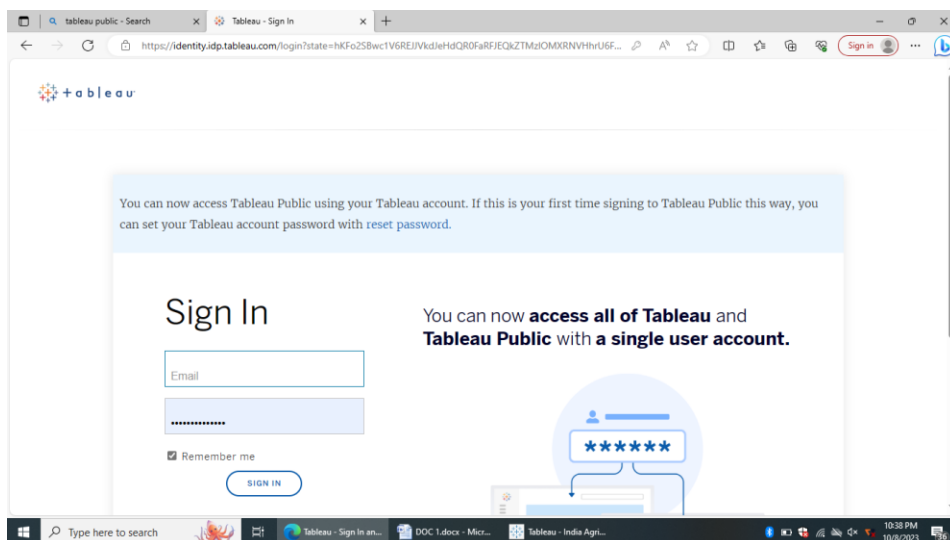 tableau public - Search
Tableau - Sign In
https://identity.idp.tableau.com/login?state=hKFo2S8wc1V6REJJVkdJeHdQR0FaRFJEQkZTMzlOMXRNVHhrU6F...
Sign in
+ a b | e a u
You can now access Tableau Public using your Tableau account. If this is your first time signing to Tableau Public this way, you
can set your Tableau account password with reset password.
Sign In
Email
••••••••••••••
Remember me
SIGN IN
You can now access all of Tableau and
Tableau Public with a single user account.
******
Type here to search
Tableau - Sign In an...
DOC 1.docx - Micr...
Tableau - India Agri...
10:38 PM
10/8/2023